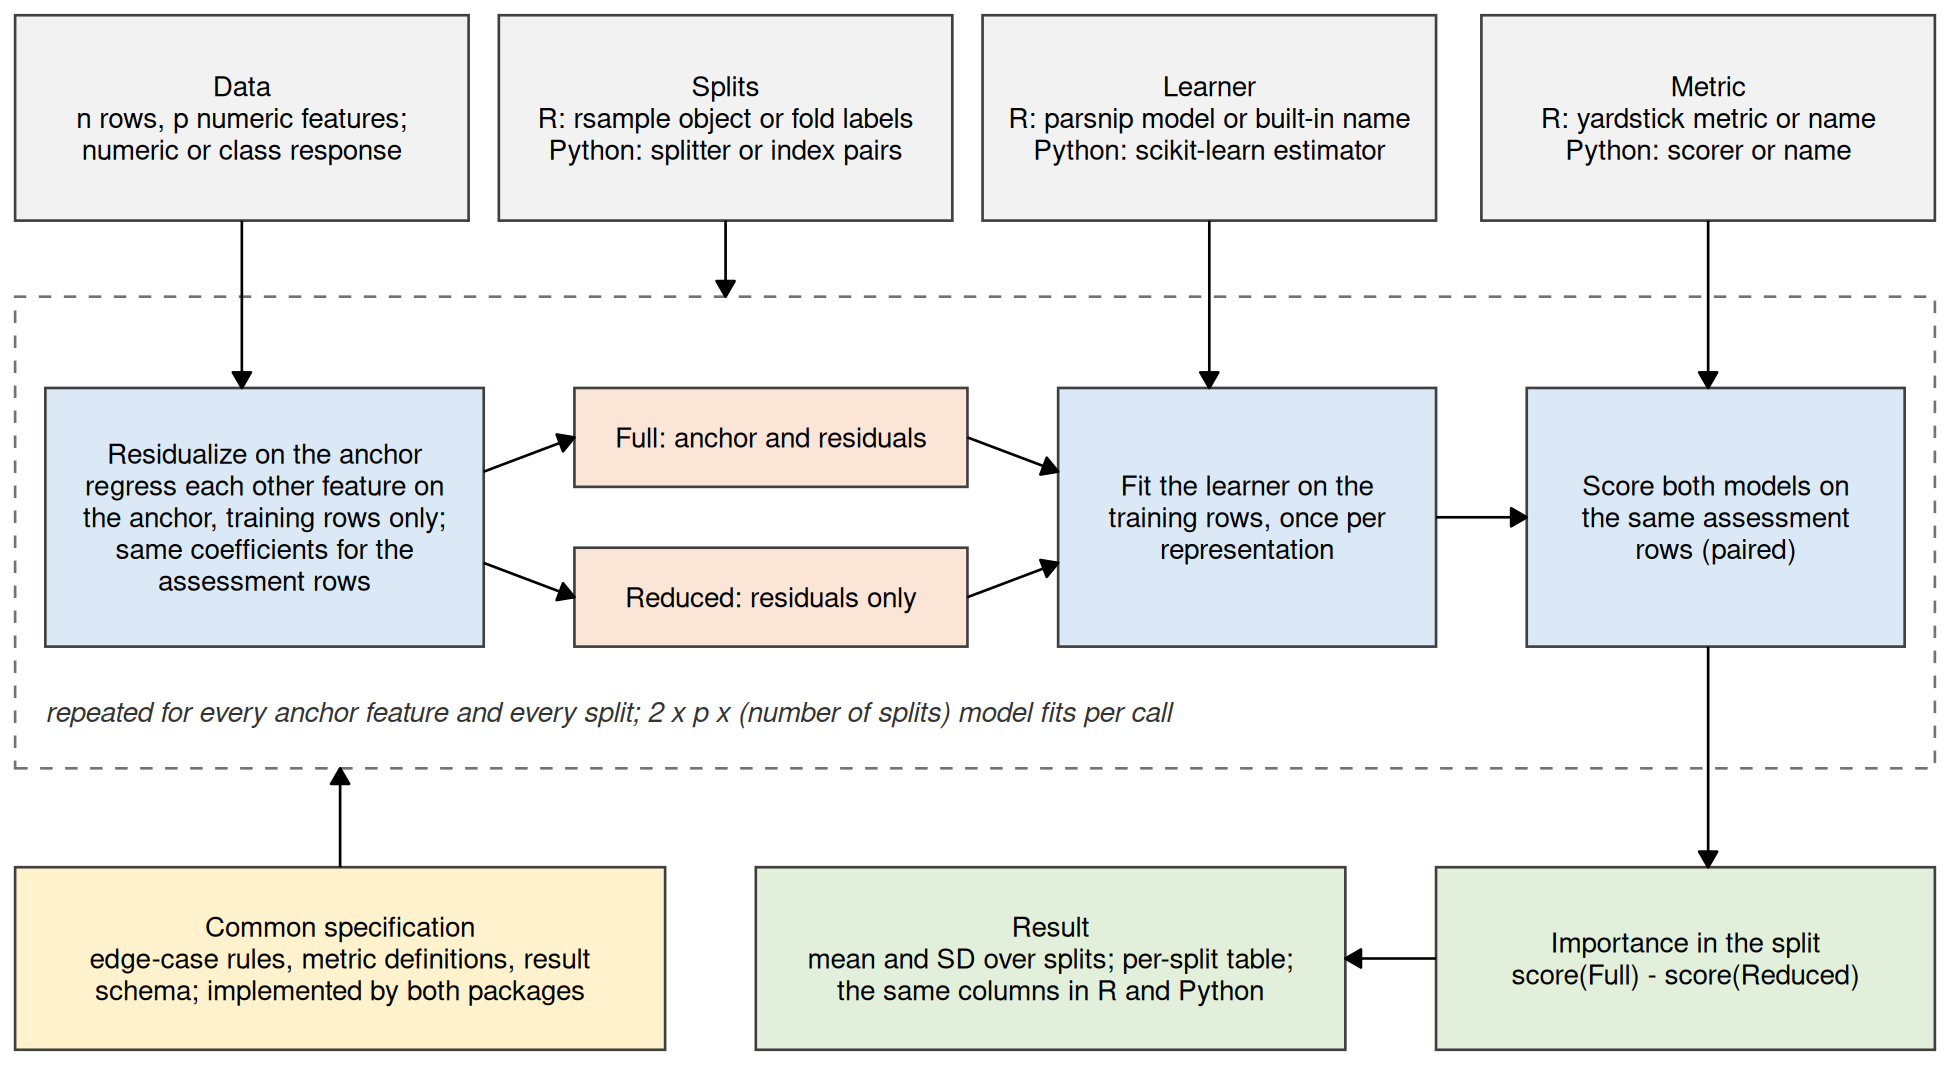 Data
n rows, p numeric features;
numeric or class response
Splits
R: rsample object or fold labels
Python: splitter or index pairs
Learner
R: parsnip model or built-in name
Python: scikit-learn estimator
Metric
R: yardstick metric or name
Python: scorer or name
Residualize on the anchor
regress each other feature on
the anchor, training rows only;
same coefficients for the
assessment rows
Full: anchor and residuals
Reduced: residuals only
Fit the learner on the
training rows, once per
representation
Score both models on
the same assessment
rows (paired)
repeated for every anchor feature and every split; 2 x p x (number of splits) model fits per call
Common specification
edge-case rules, metric definitions, result
schema; implemented by both packages
Result
mean and SD over splits; per-split table;
the same columns in R and Python
Importance in the split
score(Full) - score(Reduced)